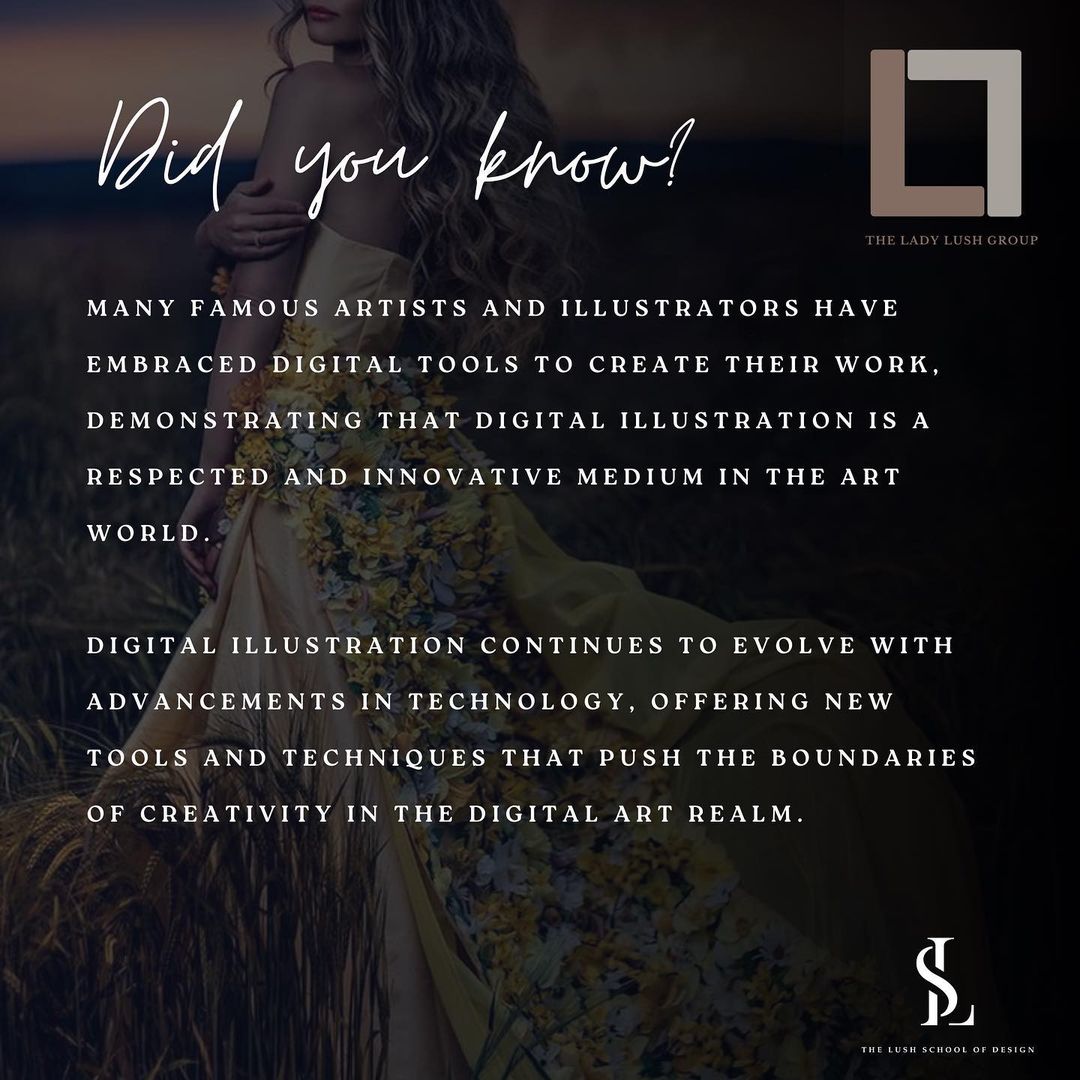 Did you know?
THE LADY LUSH GROUP
MANY FAMOUS ARTISTS AND ILLUSTRATORS HAVE
EMBRACED DIGITAL TOOLS TO CREATE THEIR WORK,
DEMONSTRATING THAT DIGITAL ILLUSTRATION IS A
RESPECTED AND INNOVATIVE MEDIUM IN THE ART
WORLD.
DIGITAL ILLUSTRATION CONTINUES TO EVOLVE WITH
ADVANCEMENTS IN TECHNOLOGY, OFFERING NEW
TOOLS AND TECHNIQUES THAT PUSH THE BOUNDARIES
OF CREATIVITY IN THE DIGITAL ART REALM.
SL
THE LUSH SCHOOL OF DESIGN